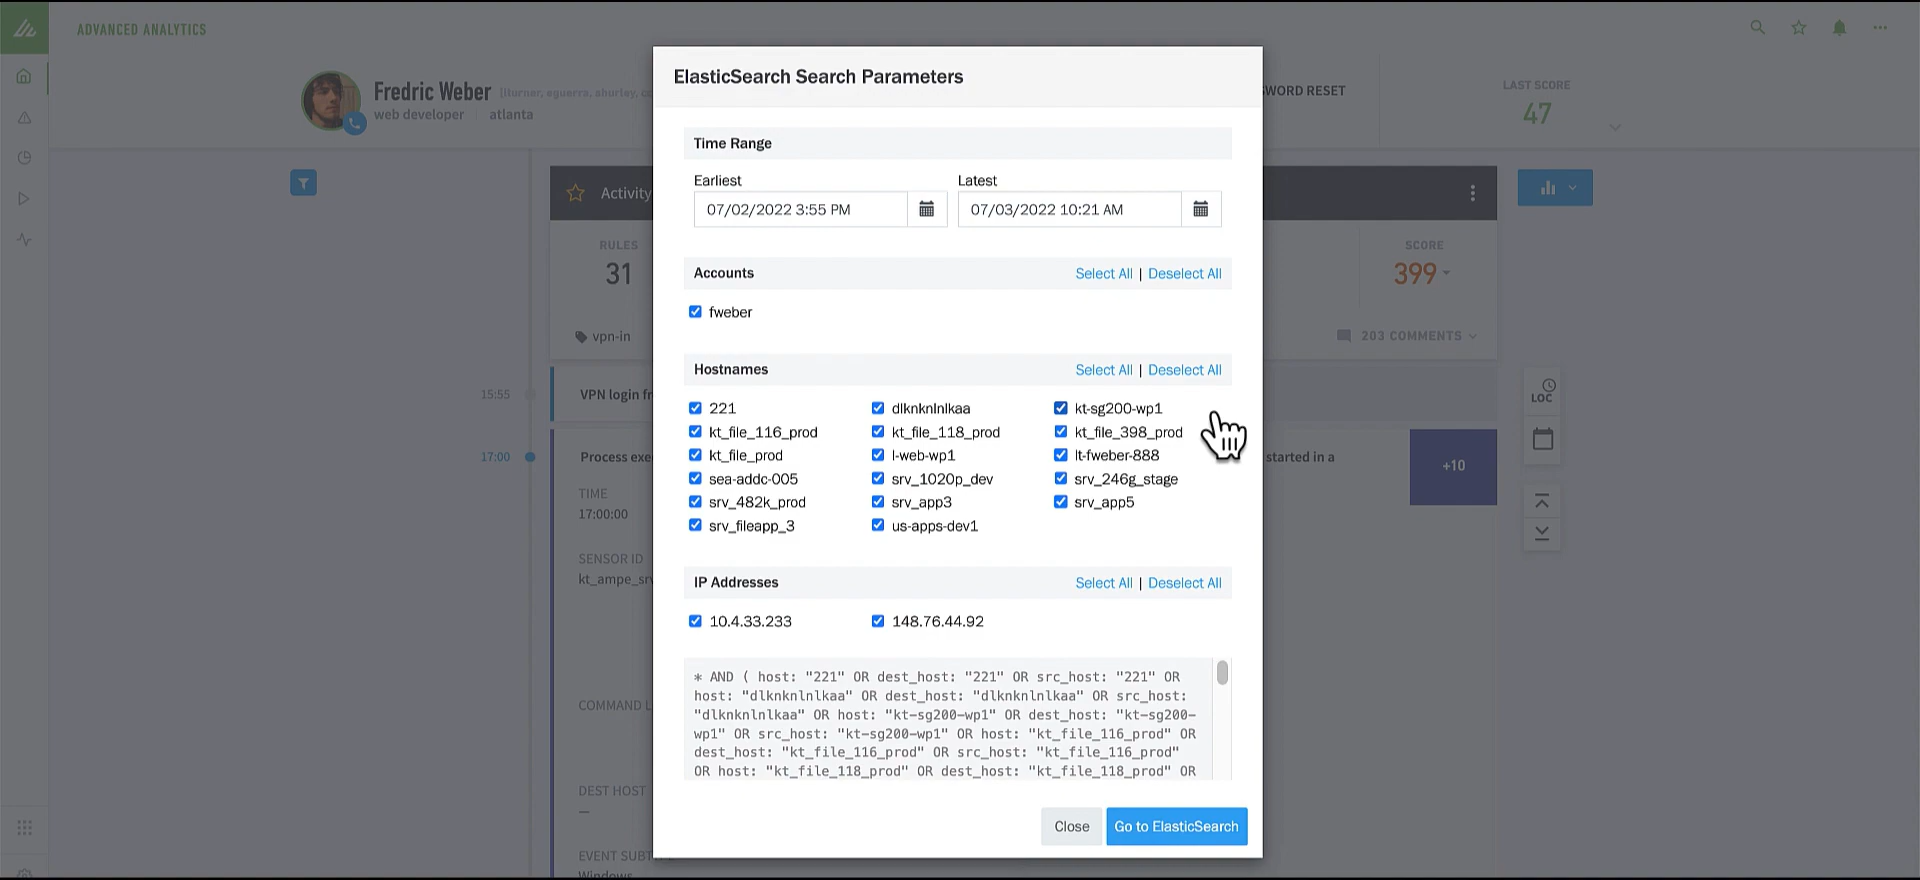 ADVANCED ANALYTICS
Fredric Weber
web developer atlanta
SWORD RESET
LAST SCORE
47
Activity
RULES
31
vpn-in
SCORE
399
203 COMMENTS
15:55
VPN login fr
17:00
Process exe
started in a
+10
TIME
17:00:00
SENSOR ID
kt_ampe_srv
COMMAND L
DEST HOST
—
EVENT SUBT
Windows
LOC
ElasticSearch Search Parameters
Time Range
Earliest Latest
07/02/2022 3:55 PM 07/03/2022 10:21 AM
Accounts Select All | Deselect All
fweber
Hostnames Select All | Deselect All
221 dlknknlnlkaa kt-sg200-wp1
kt_file_116_prod kt_file_118_prod kt_file_398_prod
kt_file_prod l-web-wp1 lt-fweber-888
sea-addc-005 srv_1020p_dev srv_246g_stage
srv_482k_prod srv_app3 srv_app5
srv_fileapp_3 us-apps-dev1
IP Addresses Select All | Deselect All
10.4.33.233 148.76.44.92
* AND ( host: "221" OR dest_host: "221" OR src_host: "221" OR
host: "dlknknlnlkaa" OR dest_host: "dlknknlnlkaa" OR src_host:
"dlknknlnlkaa" OR host: "kt-sg200-wp1" OR dest_host: "kt-sg200-
wp1" OR src_host: "kt-sg200-wp1" OR host: "kt_file_116_prod" OR
dest_host: "kt_file_116_prod" OR src_host: "kt_file_116_prod"
OR host: "kt_file_118_prod" OR dest_host: "kt_file_118_prod" OR
Close Go to ElasticSearch